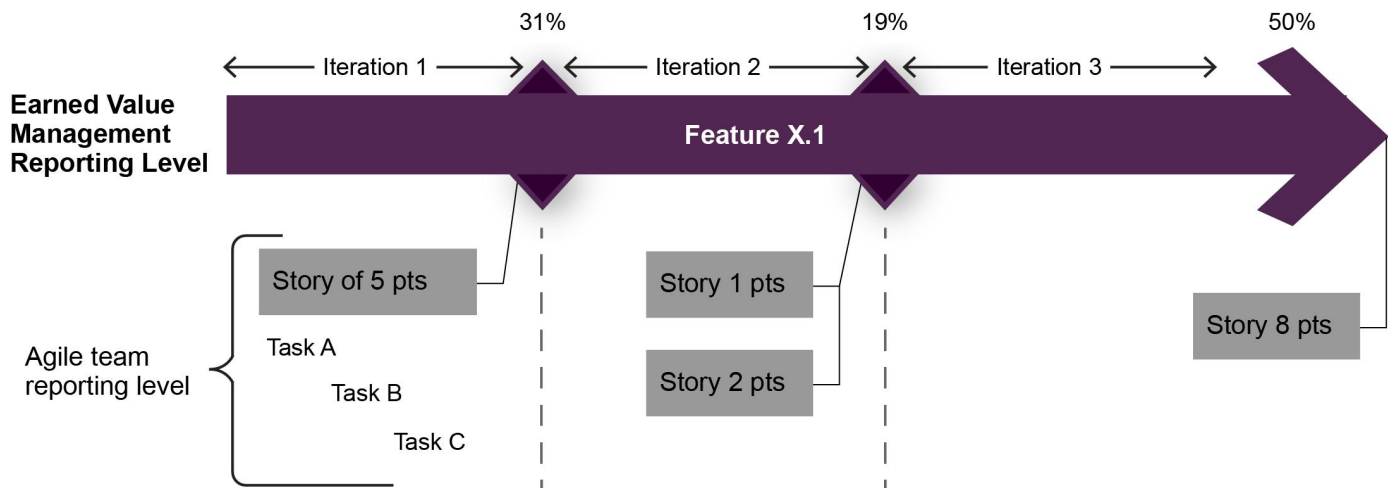 31%
19%
50%
Iteration 1
Iteration 2
Iteration 3
Earned Value
Management
Reporting Level
Feature X.1
Story of 5 pts
Story 1 pts
Story 2 pts
Story 8 pts
Agile team
reporting level
Task A
Task B
Task C